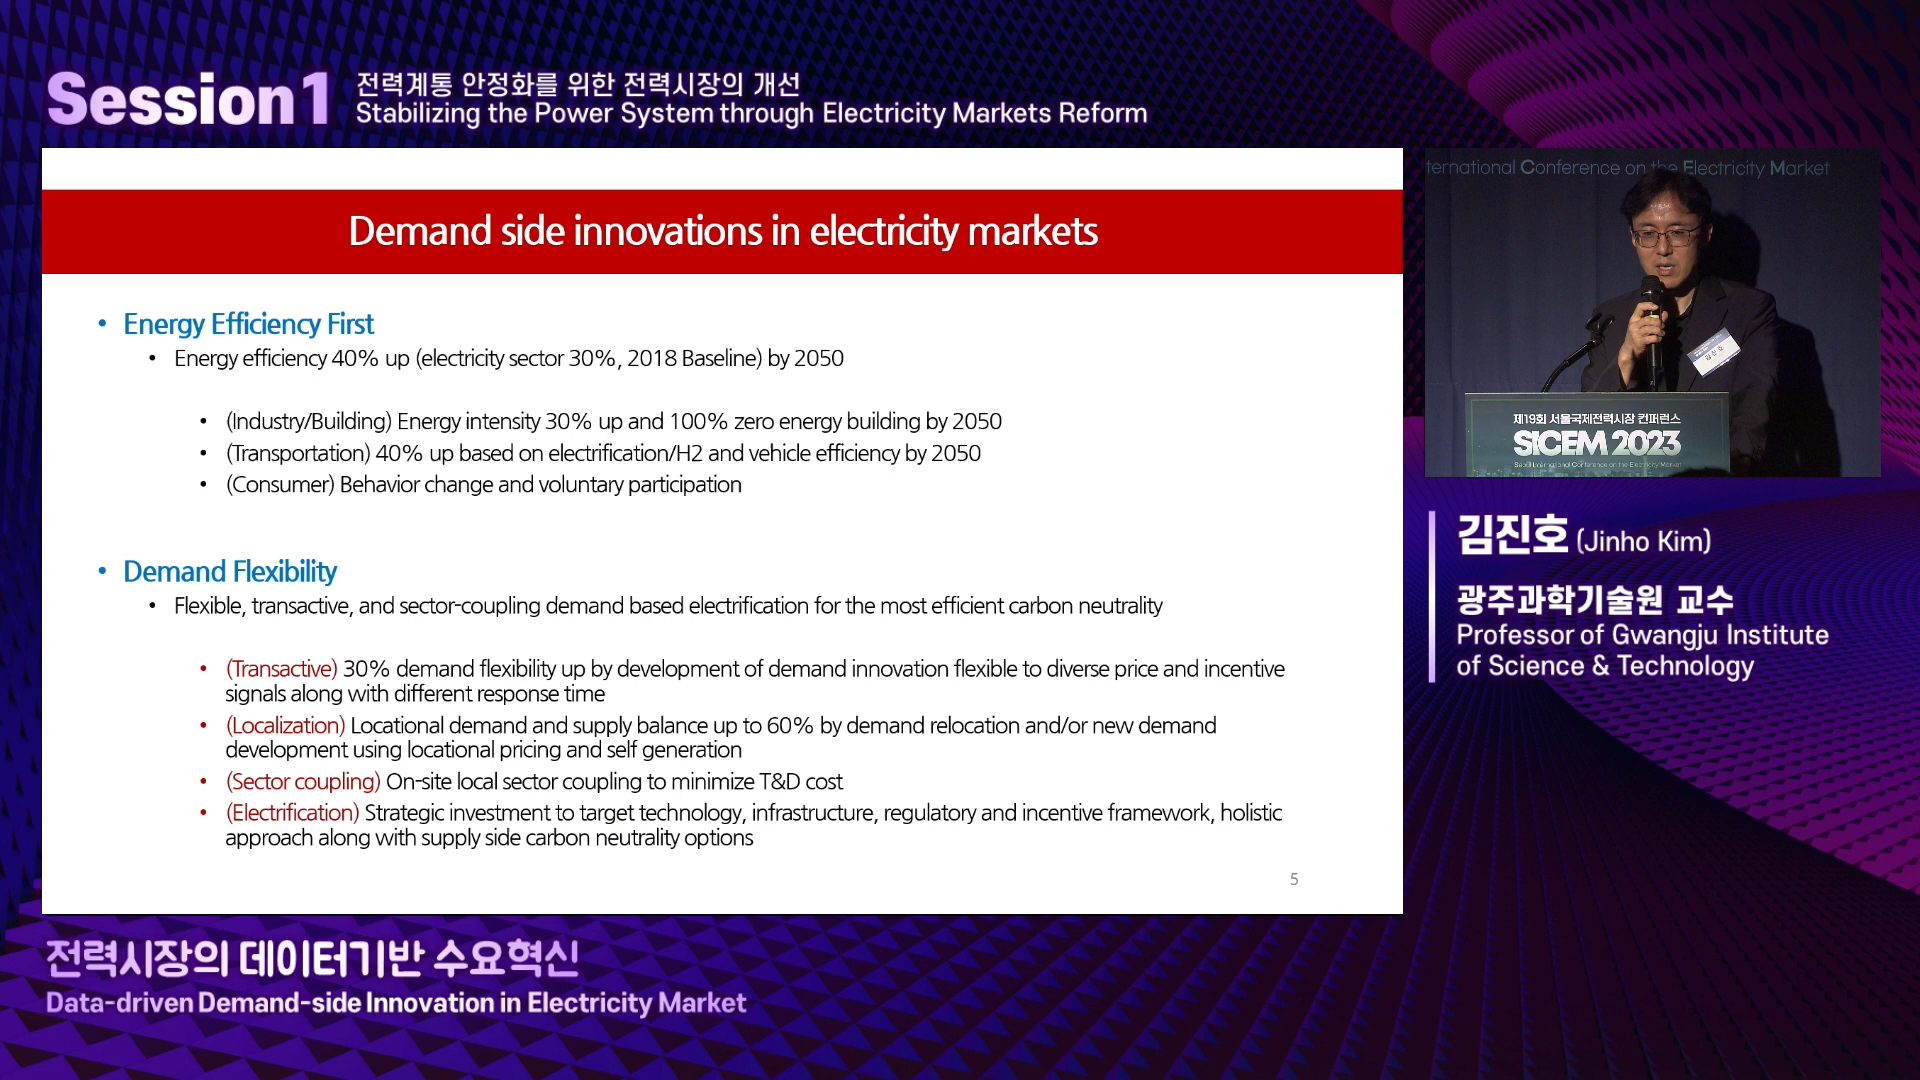 Session1
전력계통 안정화를 위한 전력시장의 개선
Stabilizing the Power System through Electricity Markets Reform
Demand side innovations in electricity markets
• Energy Efficiency First
• Energy efficiency 40% up (electricity sector 30%, 2018 Baseline) by 2050
• (Industry/Building) Energy intensity 30% up and 100% zero energy building by 2050
• (Transportation) 40% up based on electrification/H2 and vehicle efficiency by 2050
• (Consumer) Behavior change and voluntary participation
• Demand Flexibility
• Flexible, transactive, and sector-coupling demand based electrification for the most efficient carbon neutrality
• (Transactive) 30% demand flexibility up by development of demand innovation flexible to diverse price and incentive
signals along with different response time
• (Localization) Locational demand and supply balance up to 60% by demand relocation and/or new demand
development using locational pricing and self generation
• (Sector coupling) On-site local sector coupling to minimize T&D cost
• (Electrification) Strategic investment to target technology, infrastructure, regulatory and incentive framework, holistic
approach along with supply side carbon neutrality options
5
ternational Conference on the Electricity Market
김진호
제19회 서울국제전력시장 컨퍼런스
SICEM 2023
Seoul International Conference on the Electricity Market
김진호 (Jinho Kim)
광주과학기술원 교수
Professor of Gwangju Institute
of Science & Technology
전력시장의 데이터기반 수요혁신
Data-driven Demand-side Innovation in Electricity Market